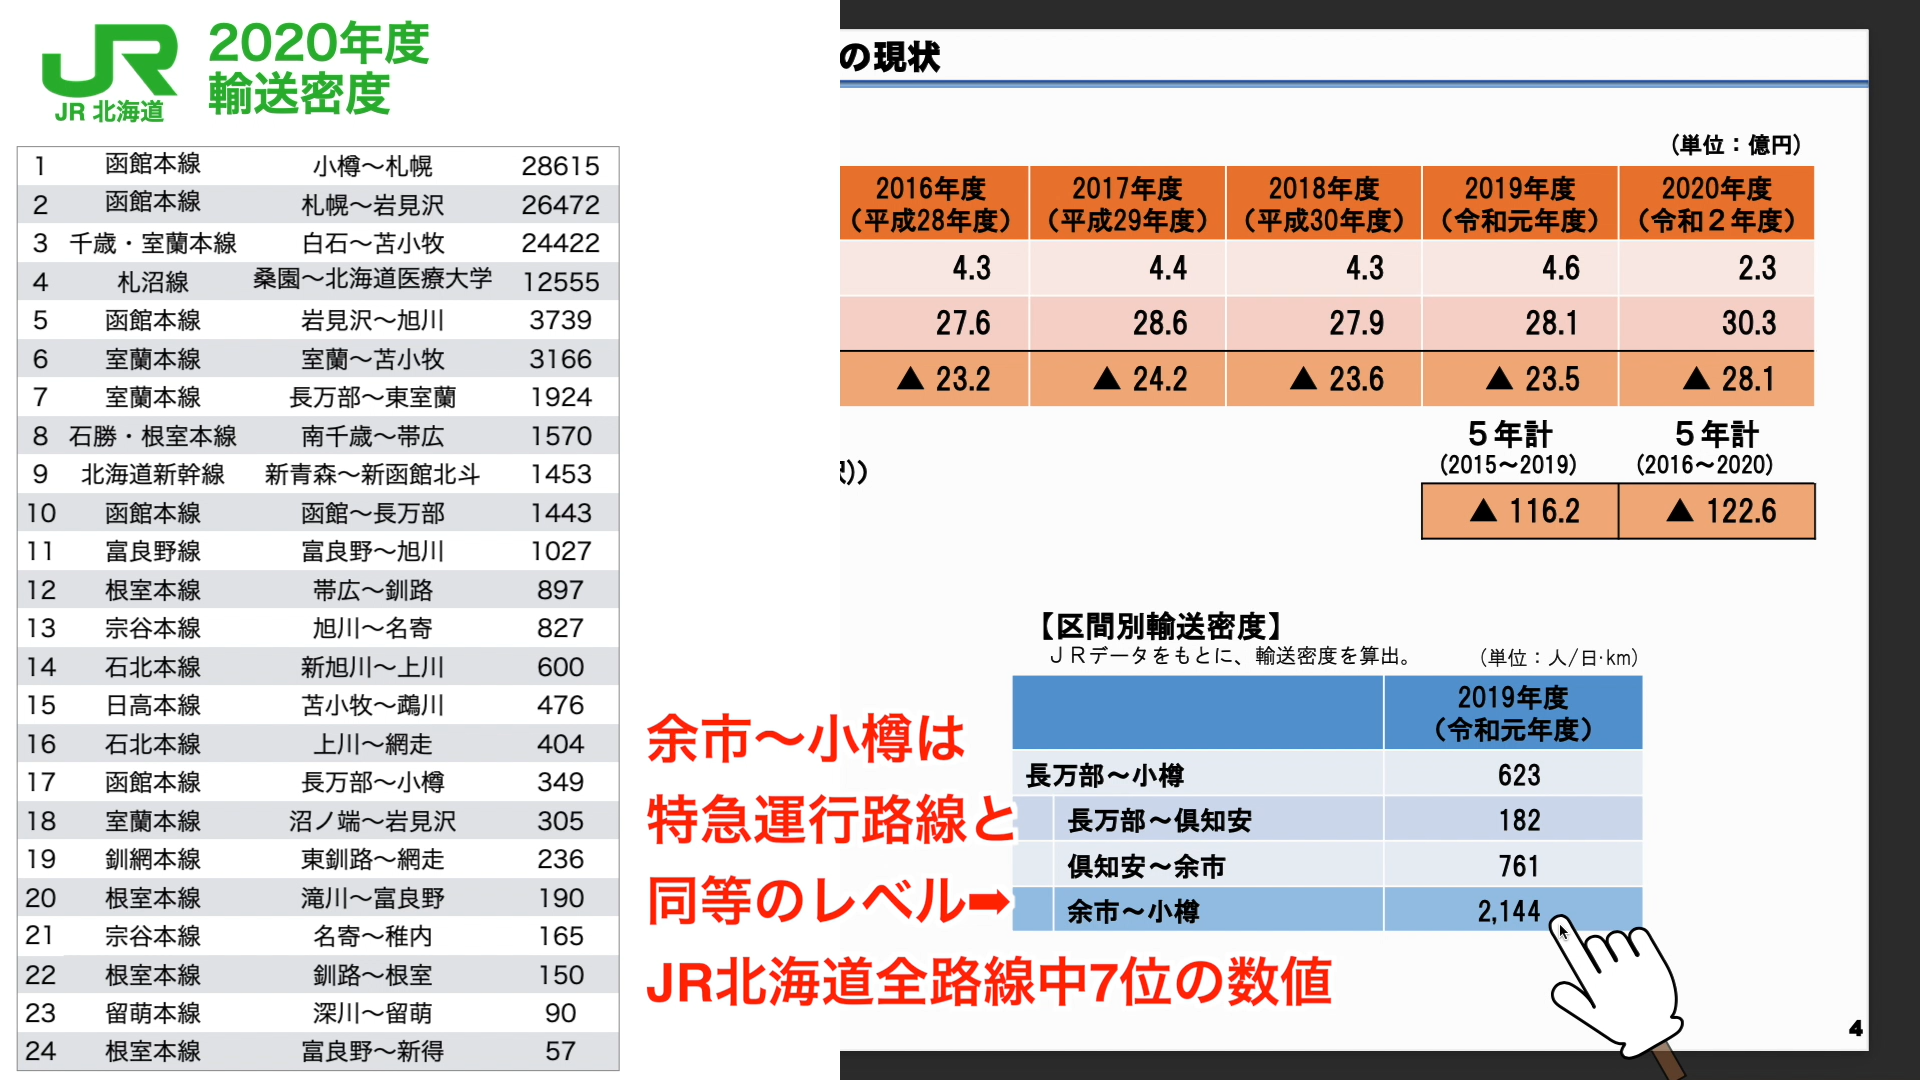 JR
JR 北海道
2020年度
輸送密度
1 函館本線 小樽〜札幌 28615
2 函館本線 札幌〜岩見沢 26472
3 千歳・室蘭本線 白石〜苫小牧 24422
4 札沼線 桑園〜北海道医療大学 12555
5 函館本線 岩見沢〜旭川 3739
6 室蘭本線 室蘭〜苫小牧 3166
7 室蘭本線 長万部〜東室蘭 1924
8 石勝・根室本線 南千歳〜帯広 1570
9 北海道新幹線 新青森〜新函館北斗 1453
10 函館本線 函館〜長万部 1443
11 富良野線 富良野〜旭川 1027
12 根室本線 帯広〜釧路 897
13 宗谷本線 旭川〜名寄 827
14 石北本線 新旭川〜上川 600
15 日高本線 苫小牧〜鵡川 476
16 石北本線 上川〜網走 404
17 函館本線 長万部〜小樽 349
18 室蘭本線 沼ノ端〜岩見沢 305
19 釧網本線 東釧路〜網走 236
20 根室本線 滝川〜富良野 190
21 宗谷本線 名寄〜稚内 165
22 根室本線 釧路〜根室 150
23 留萌本線 深川〜留萌 90
24 根室本線 富良野〜新得 57
の現状
（単位：億円）
2016年度 2017年度 2018年度 2019年度 2020年度
（平成28年度） （平成29年度） （平成30年度） （令和元年度） （令和２年度）
4.3 4.4 4.3 4.6 2.3
27.6 28.6 27.9 28.1 30.3
▲ 23.2 ▲ 24.2 ▲ 23.6 ▲ 23.5 ▲ 28.1
５年計 ５年計
（2015〜2019） （2016〜2020）
▲ 116.2 ▲ 122.6
))
【区間別輸送密度】
ＪＲデータをもとに、輸送密度を算出。 （単位：人/日·km）
2019年度
（令和元年度）
長万部〜小樽 623
長万部〜倶知安 182
倶知安〜余市 761
余市〜小樽 2,144
余市〜小樽は
特急運行路線と
同等のレベル➡
JR北海道全路線中7位の数値
4